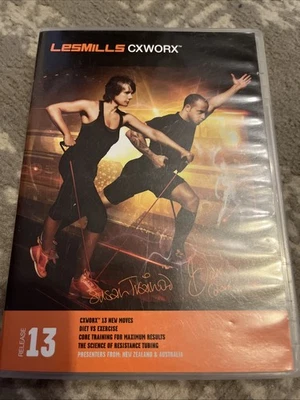 LESMILLS CXWORX™
RELEASE 13
CXWORX™ 13 NEW MOVES
DIET VS EXERCISE
CORE TRAINING FOR MAXIMUM RESULTS
THE SCIENCE OF RESISTANCE TUBING
PRESENTERS FROM: NEW ZEALAND & AUSTRALIA